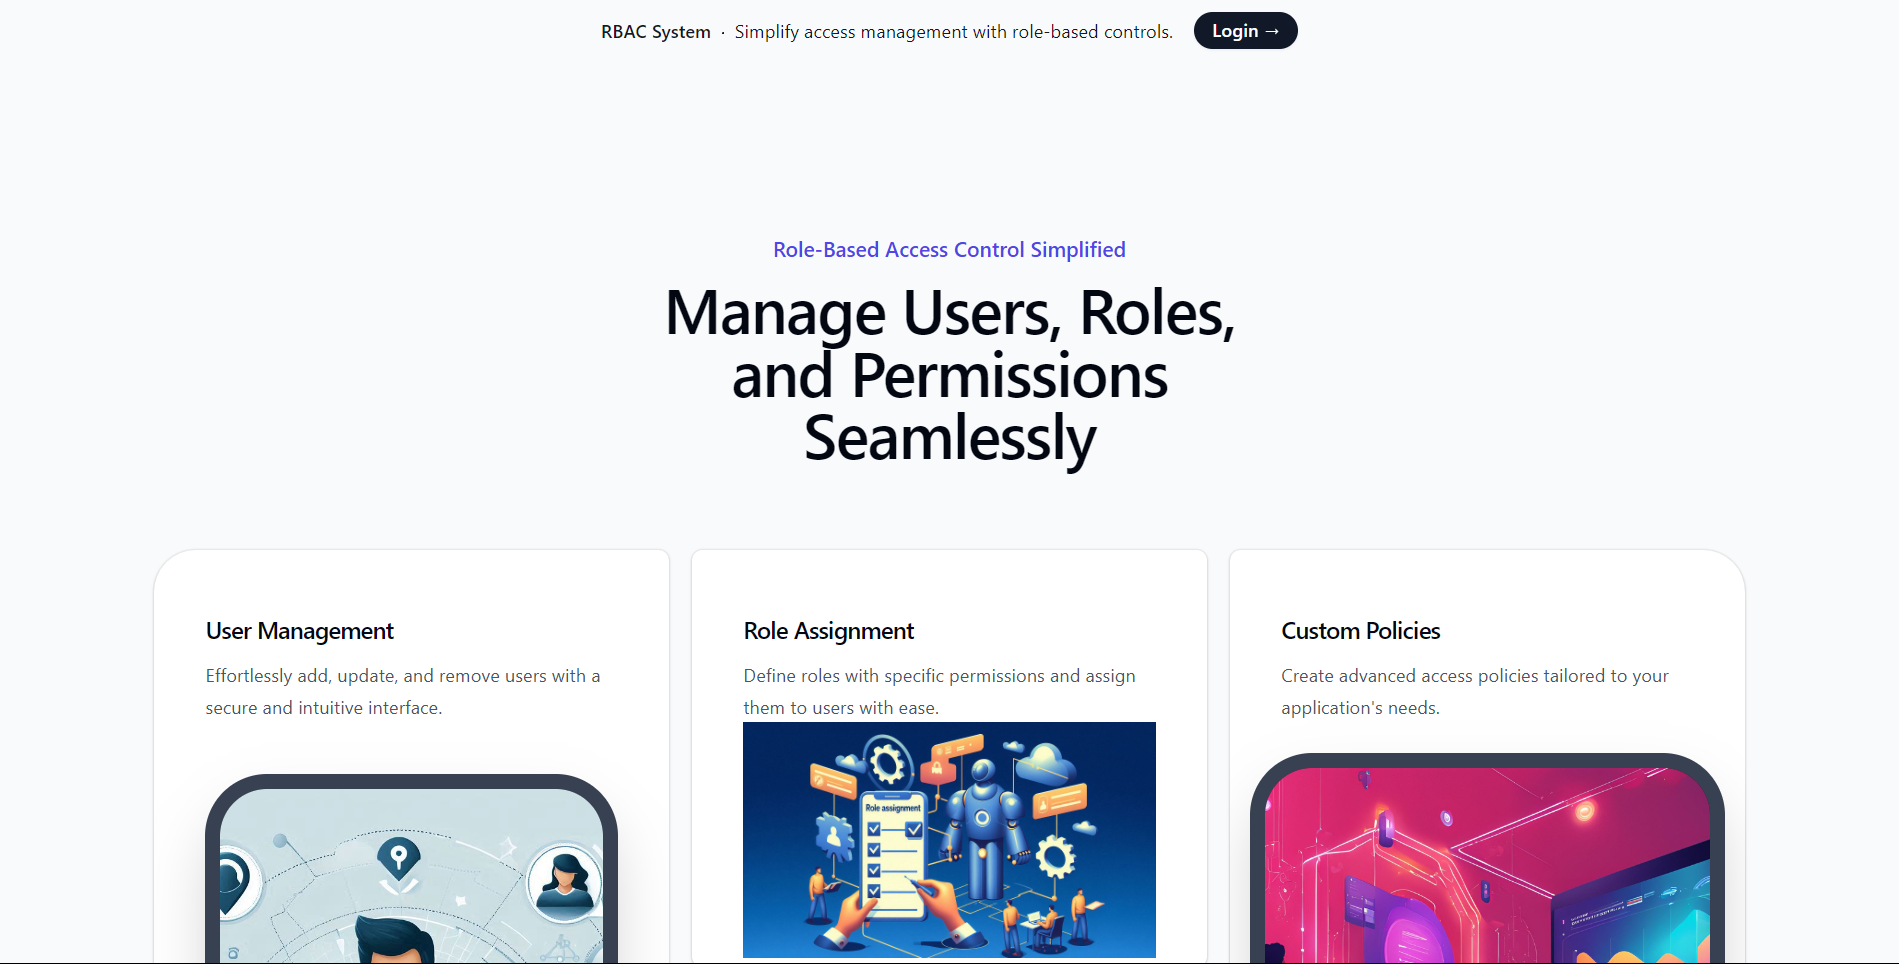 RBAC System · Simplify access management with role-based controls. Login →
Role-Based Access Control Simplified
Manage Users, Roles,
and Permissions
Seamlessly
User Management
Effortlessly add, update, and remove users with a
secure and intuitive interface.
Role Assignment
Define roles with specific permissions and assign
them to users with ease.
Role assignment
Custom Policies
Create advanced access policies tailored to your
application's needs.